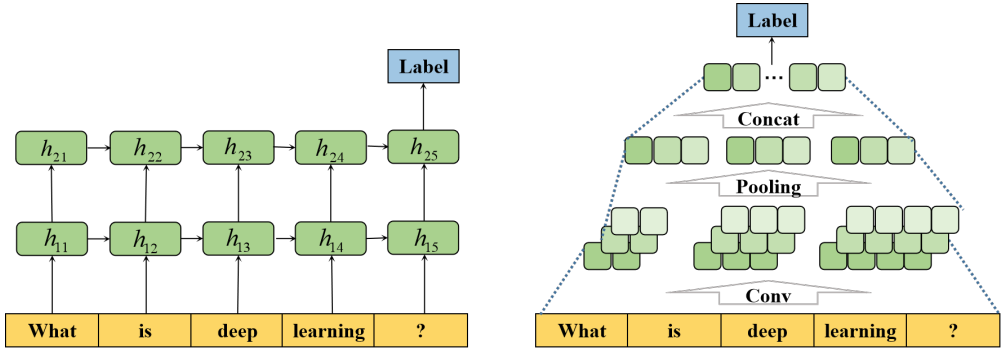 Label
h21 h22 h23 h24 h25
h11 h12 h13 h14 h15
What is deep learning ?
Label
...
Concat
Pooling
Conv
What is deep learning ?